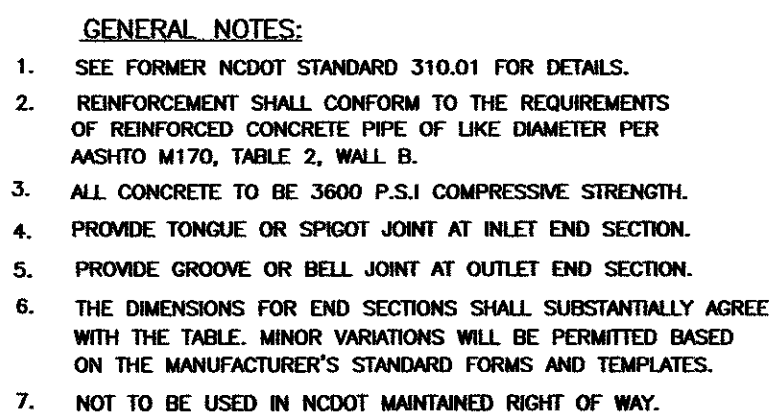 GENERAL NOTES:
1. SEE FORMER NCDOT STANDARD 310.01 FOR DETAILS.
2. REINFORCEMENT SHALL CONFORM TO THE REQUIREMENTS
OF REINFORCED CONCRETE PIPE OF LIKE DIAMETER PER
AASHTO M170, TABLE 2, WALL B.
3. ALL CONCRETE TO BE 3600 P.S.I COMPRESSIVE STRENGTH.
4. PROVIDE TONGUE OR SPIGOT JOINT AT INLET END SECTION.
5. PROVIDE GROOVE OR BELL JOINT AT OUTLET END SECTION.
6. THE DIMENSIONS FOR END SECTIONS SHALL SUBSTANTIALLY AGREE
WITH THE TABLE. MINOR VARIATIONS WILL BE PERMITTED BASED
ON THE MANUFACTURER'S STANDARD FORMS AND TEMPLATES.
7. NOT TO BE USED IN NCDOT MAINTAINED RIGHT OF WAY.